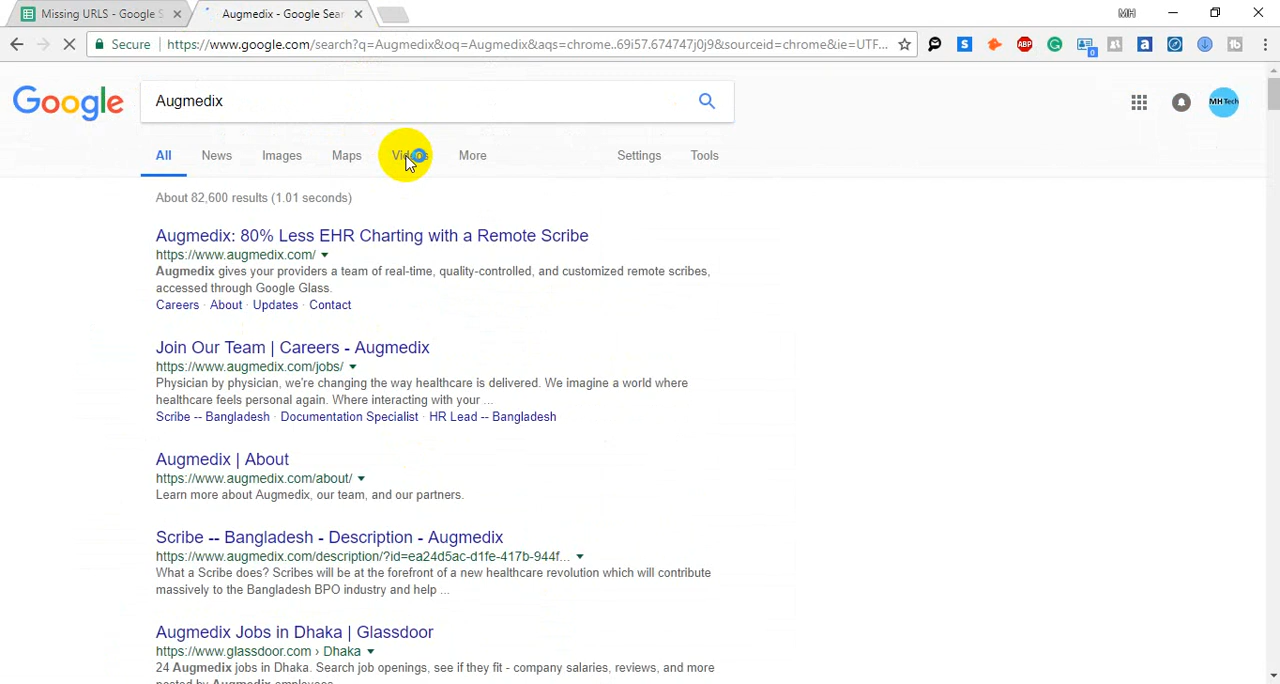 Missing URLS - Google S
Augmedix - Google Sear
MH
Secure
https://www.google.com/search?q=Augmedix&oq=Augmedix&aqs=chrome..69i57.674747j0j9&sourceid=chrome&ie=UTF...
S
ABP
G
0
a
tb
Google
Augmedix
MH Tech
All
News
Images
Maps
Videos
More
Settings
Tools
About 82,600 results (1.01 seconds)
Augmedix: 80% Less EHR Charting with a Remote Scribe
https://www.augmedix.com/
Augmedix gives your providers a team of real-time, quality-controlled, and customized remote scribes,
accessed through Google Glass.
Careers · About · Updates · Contact
Join Our Team | Careers - Augmedix
https://www.augmedix.com/jobs/
Physician by physician, we're changing the way healthcare is delivered. We imagine a world where
healthcare feels personal again. Where interacting with your ...
Scribe -- Bangladesh · Documentation Specialist · HR Lead -- Bangladesh
Augmedix | About
https://www.augmedix.com/about/
Learn more about Augmedix, our team, and our partners.
Scribe -- Bangladesh - Description - Augmedix
https://www.augmedix.com/description/?id=ea24d5ac-d1fe-417b-944f...
What a Scribe does? Scribes will be at the forefront of a new healthcare revolution which will contribute
massively to the Bangladesh BPO industry and help ...
Augmedix Jobs in Dhaka | Glassdoor
https://www.glassdoor.com › Dhaka
24 Augmedix jobs in Dhaka. Search job openings, see if they fit - company salaries, reviews, and more
posted by Augmedix employees.